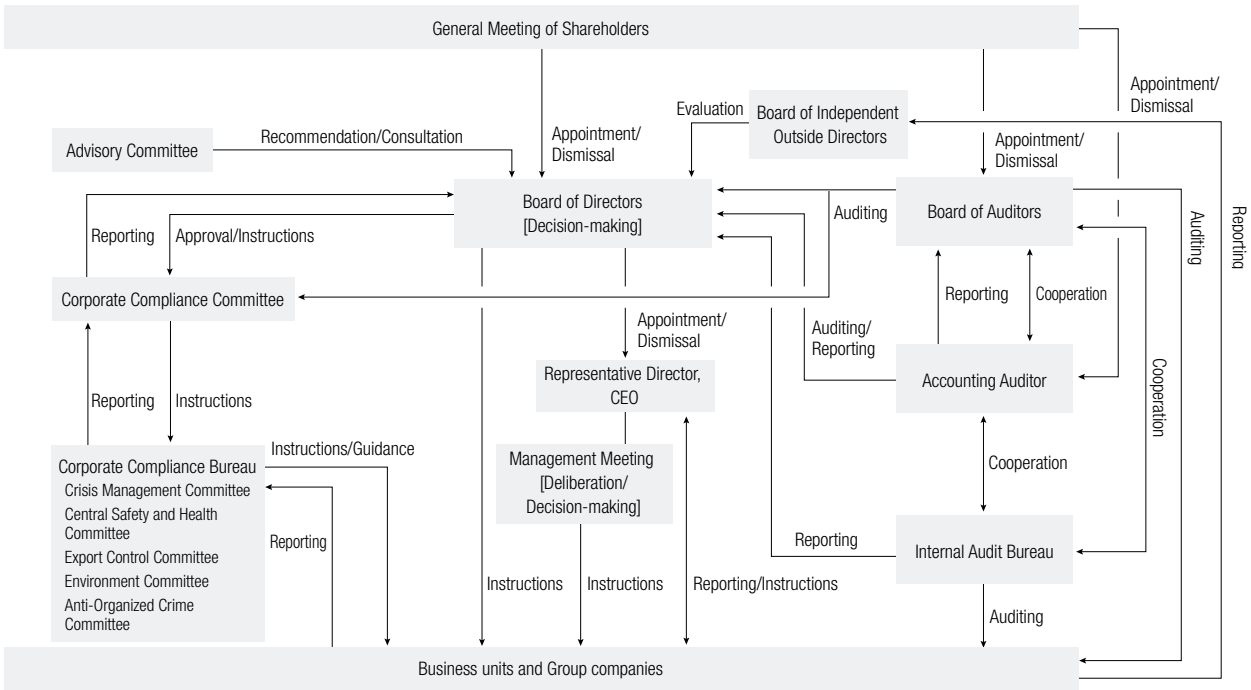 General Meeting of Shareholders
Appointment/
Dismissal
Evaluation
Board of Independent
Outside Directors
Advisory Committee
Recommendation/Consultation
Appointment/
Dismissal
Appointment/
Dismissal
Board of Directors
[Decision-making]
Board of Auditors
Auditing
Auditing
Reporting
Reporting
Approval/Instructions
Corporate Compliance Committee
Reporting
Cooperation
Appointment/
Dismissal
Auditing/
Reporting
Representative Director,
CEO
Accounting Auditor
Cooperation
Reporting
Instructions
Corporate Compliance Bureau
Crisis Management Committee
Central Safety and Health
Committee
Export Control Committee
Environment Committee
Anti-Organized Crime
Committee
Instructions/Guidance
Reporting
Management Meeting
[Deliberation/
Decision-making]
Cooperation
Reporting
Internal Audit Bureau
Instructions
Instructions
Reporting/Instructions
Auditing
Business units and Group companies